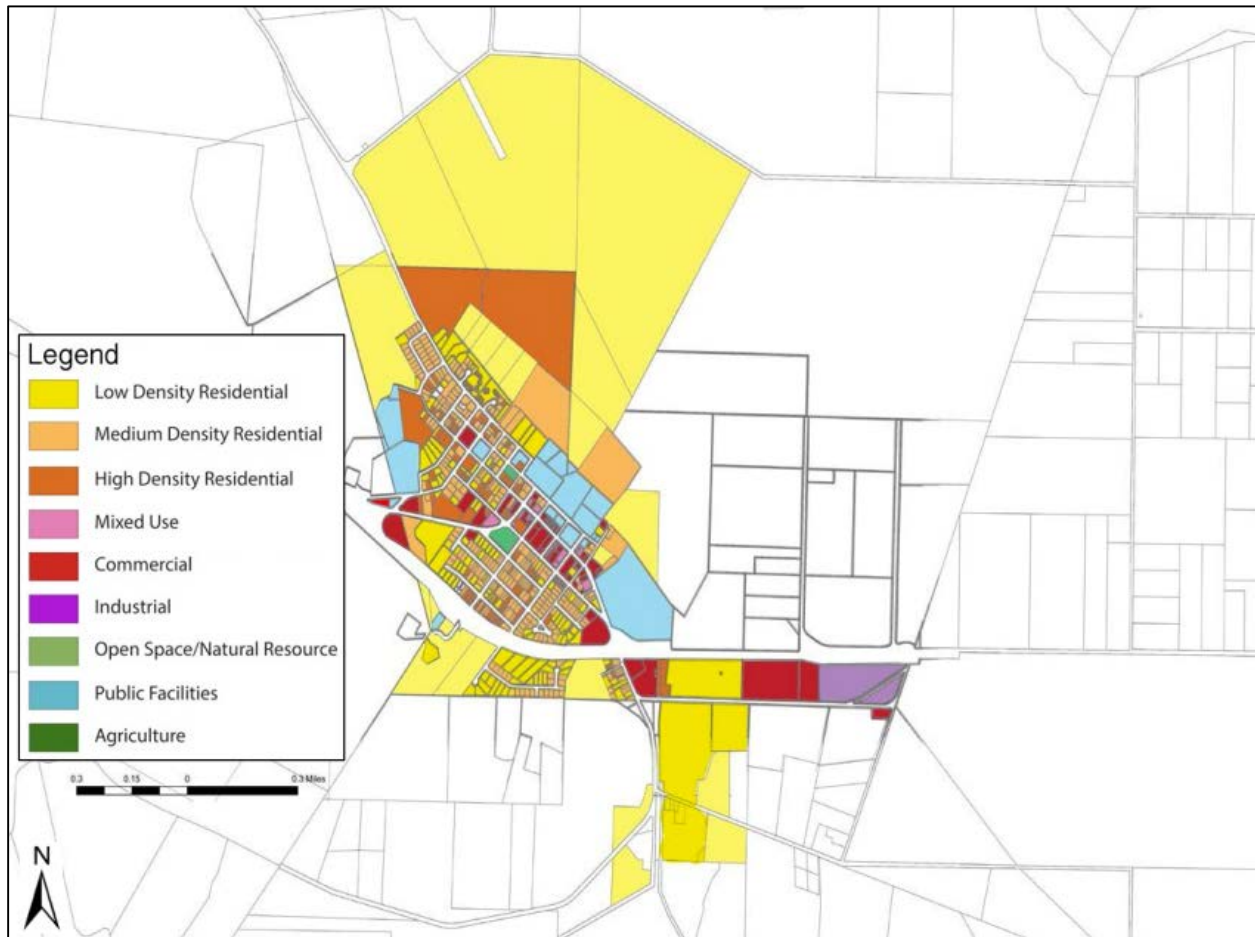 Legend
Low Density Residential
Medium Density Residential
High Density Residential
Mixed Use
Commercial
Industrial
Open Space/Natural Resource
Public Facilities
Agriculture
0.3 0.15 0 0.3 Miles
N